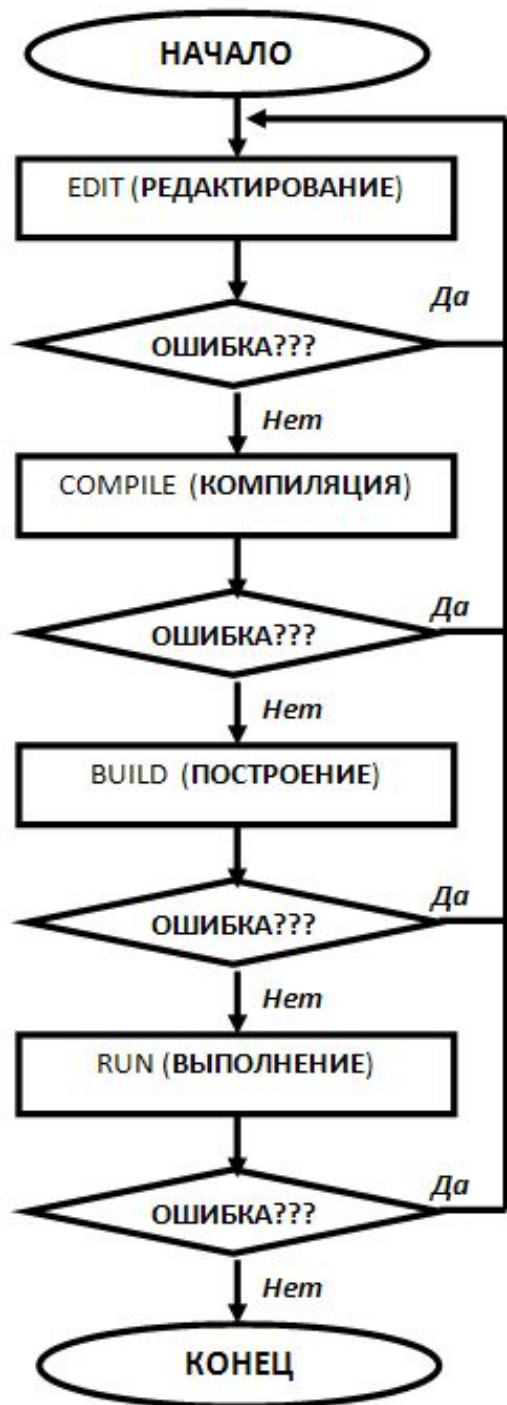 НАЧАЛО
EDIT (РЕДАКТИРОВАНИЕ)
Да
ОШИБКА???
Нет
COMPILE (КОМПИЛЯЦИЯ)
Да
ОШИБКА???
Нет
BUILD (ПОСТРОЕНИЕ)
Да
ОШИБКА???
Нет
RUN (ВЫПОЛНЕНИЕ)
Да
ОШИБКА???
Нет
КОНЕЦ